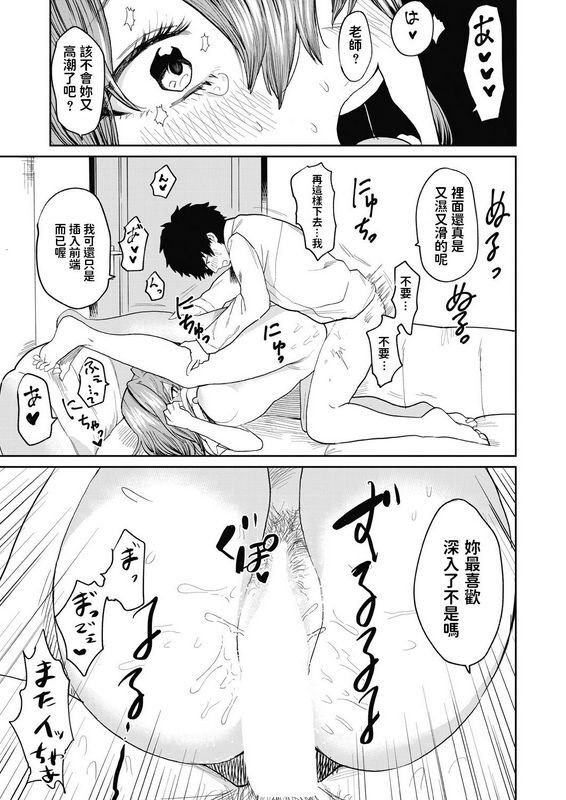 あ♥♥♥♥
は♥
老師？
該不會妳又
高潮了吧？
裡面還真是
又濕又滑的呢
ぬるっ
ぬる。
にゅちっ
再這樣下去…我
不要…
不要…
我可還只是
插入前端
而已喔
にゅっ
にちゅっ
にちゃっ
妳最喜歡
深入了不是嗎
ずるるるる
ぐぽっ♥
まっ
まっでぇ
またイッちゃあ